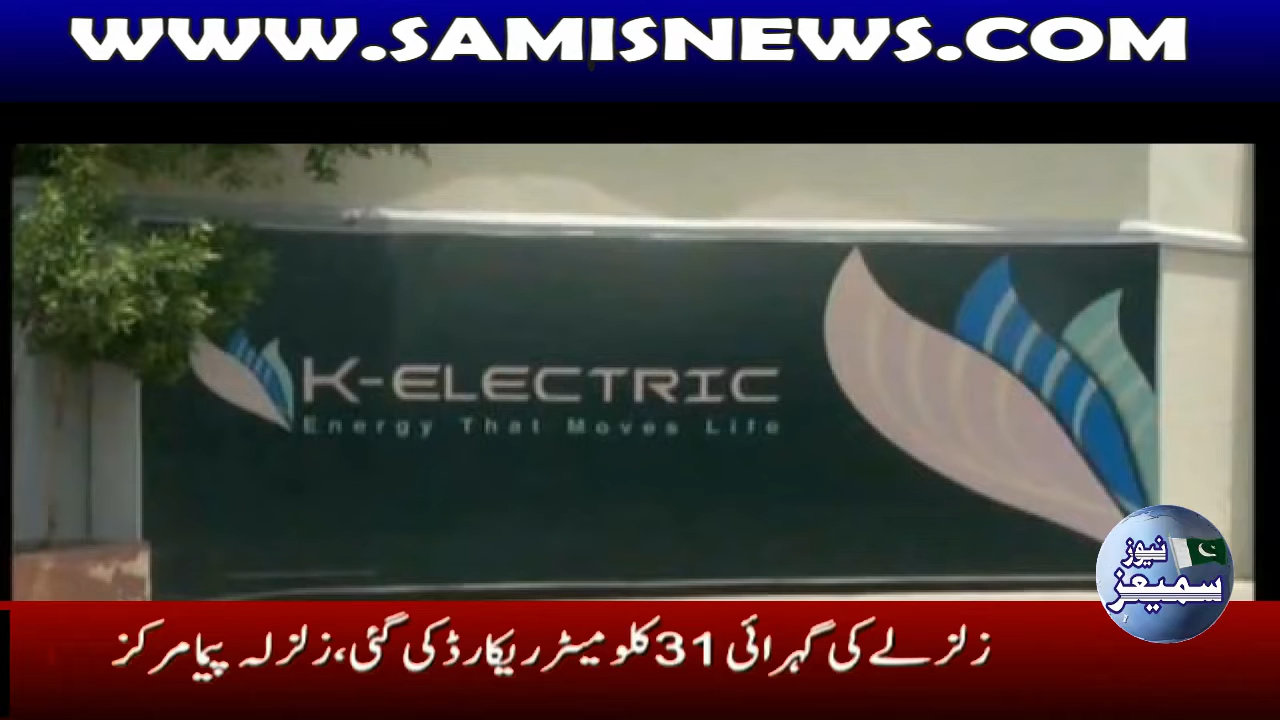 WWW.SAMISNEWS.COM
K-ELECTRIC
Energy That Moves Life
نیوز
سمیعز
زلزلے کی گہرائی 31 کلومیٹر ریکارڈ کی گئی، زلزلہ پیما مرکز